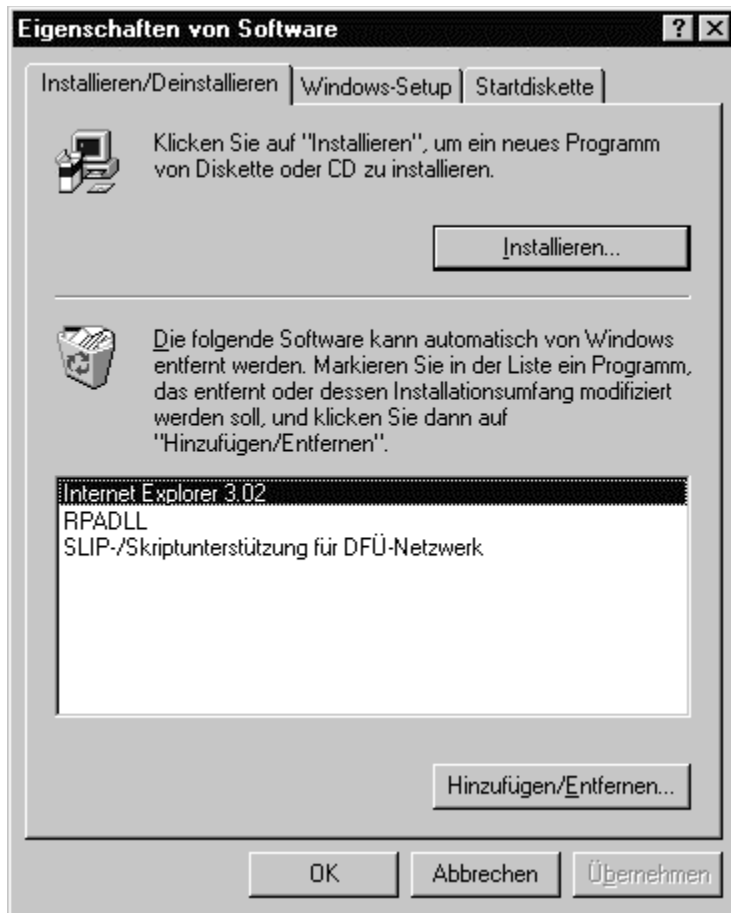 Eigenschaften von Software
Installieren/Deinstallieren Windows-Setup Startdiskette
Klicken Sie auf "Installieren", um ein neues Programm
von Diskette oder CD zu installieren.
Installieren...
Die folgende Software kann automatisch von Windows
entfernt werden. Markieren Sie in der Liste ein Programm,
das entfernt oder dessen Installationsumfang modifiziert
werden soll, und klicken Sie dann auf
"Hinzufügen/Entfernen".
Internet Explorer 3.02
RPADLL
SLIP-/Skriptunterstützung für DFÜ-Netzwerk
Hinzufügen/Entfernen...
OK Abbrechen Übernehmen